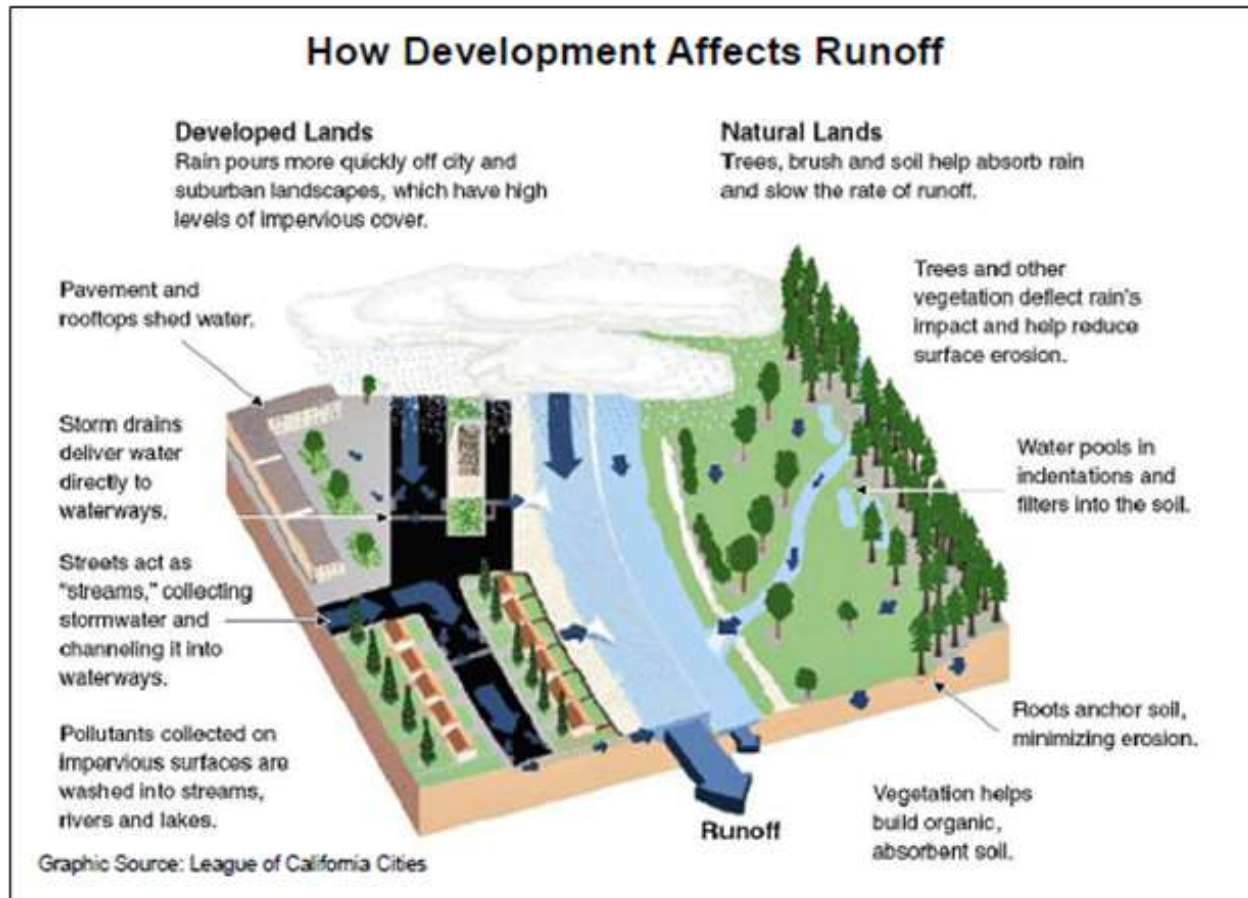 How Development Affects Runoff
Developed Lands
Rain pours more quickly off city and
suburban landscapes, which have high
levels of impervious cover.
Natural Lands
Trees, brush and soil help absorb rain
and slow the rate of runoff.
Pavement and
rooftops shed water.
Storm drains
deliver water
directly to
waterways.
Streets act as
“streams,” collecting
stormwater and
channeling it into
waterways.
Pollutants collected on
impervious surfaces are
washed into streams,
rivers and lakes.
Trees and other
vegetation deflect rain’s
impact and help reduce
surface erosion.
Water pools in
indentations and
filters into the soil.
Roots anchor soil,
minimizing erosion.
Vegetation helps
build organic,
absorbent soil.
Runoff
Graphic Source: League of California Cities